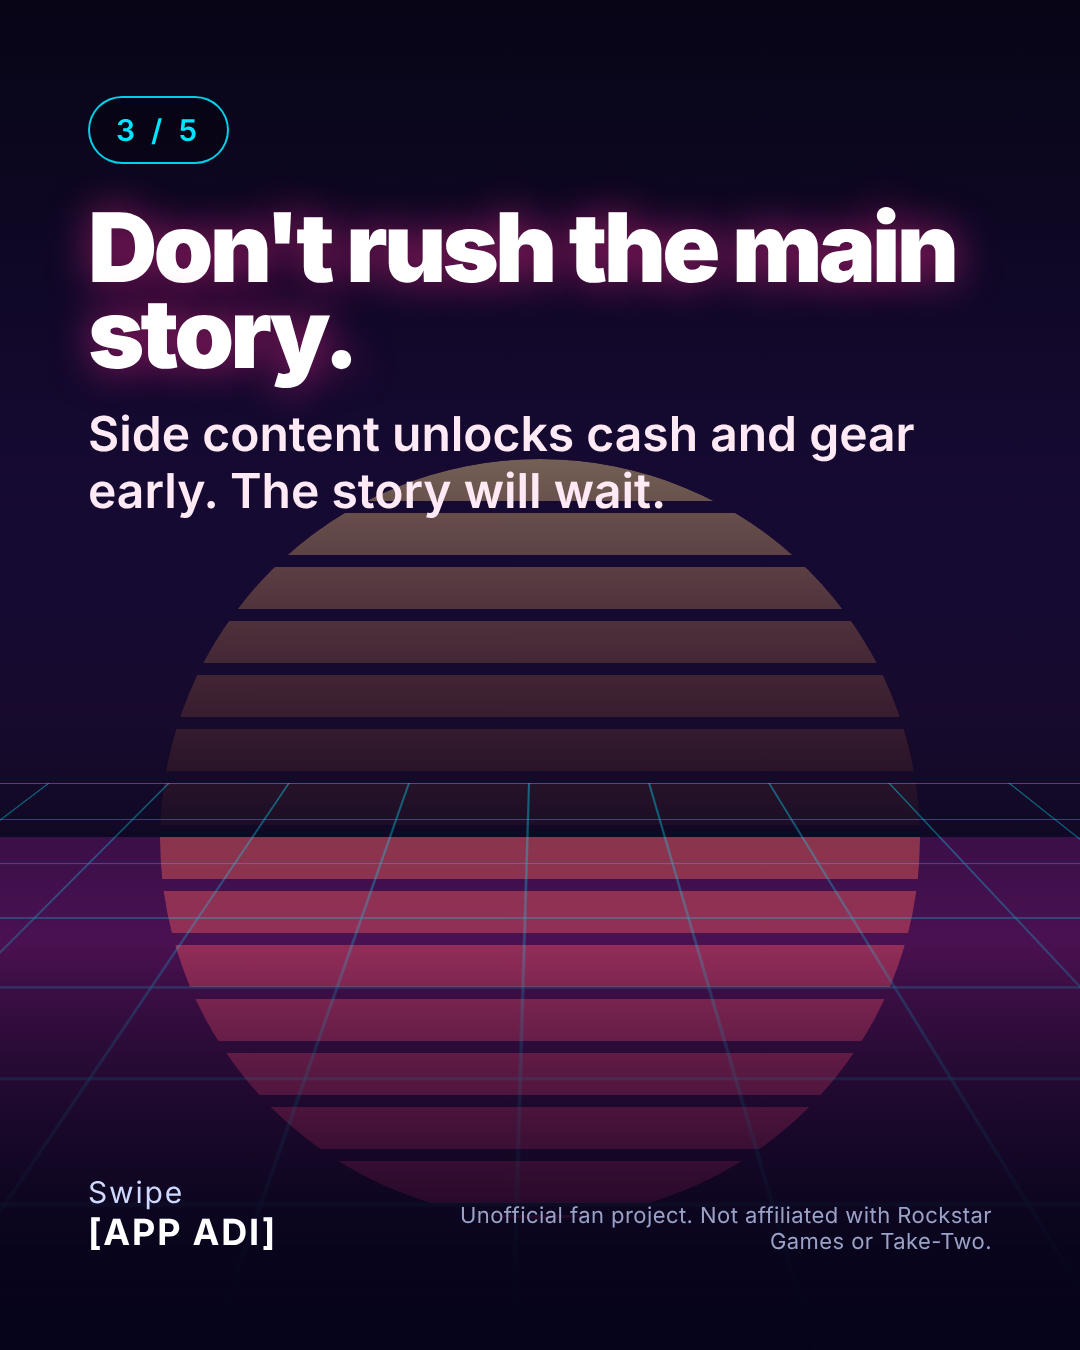 3 / 5
Don't rush the main
story.
Side content unlocks cash and gear
early. The story will wait.
Swipe
[APP ADI]
Unofficial fan project. Not affiliated with Rockstar
Games or Take-Two.